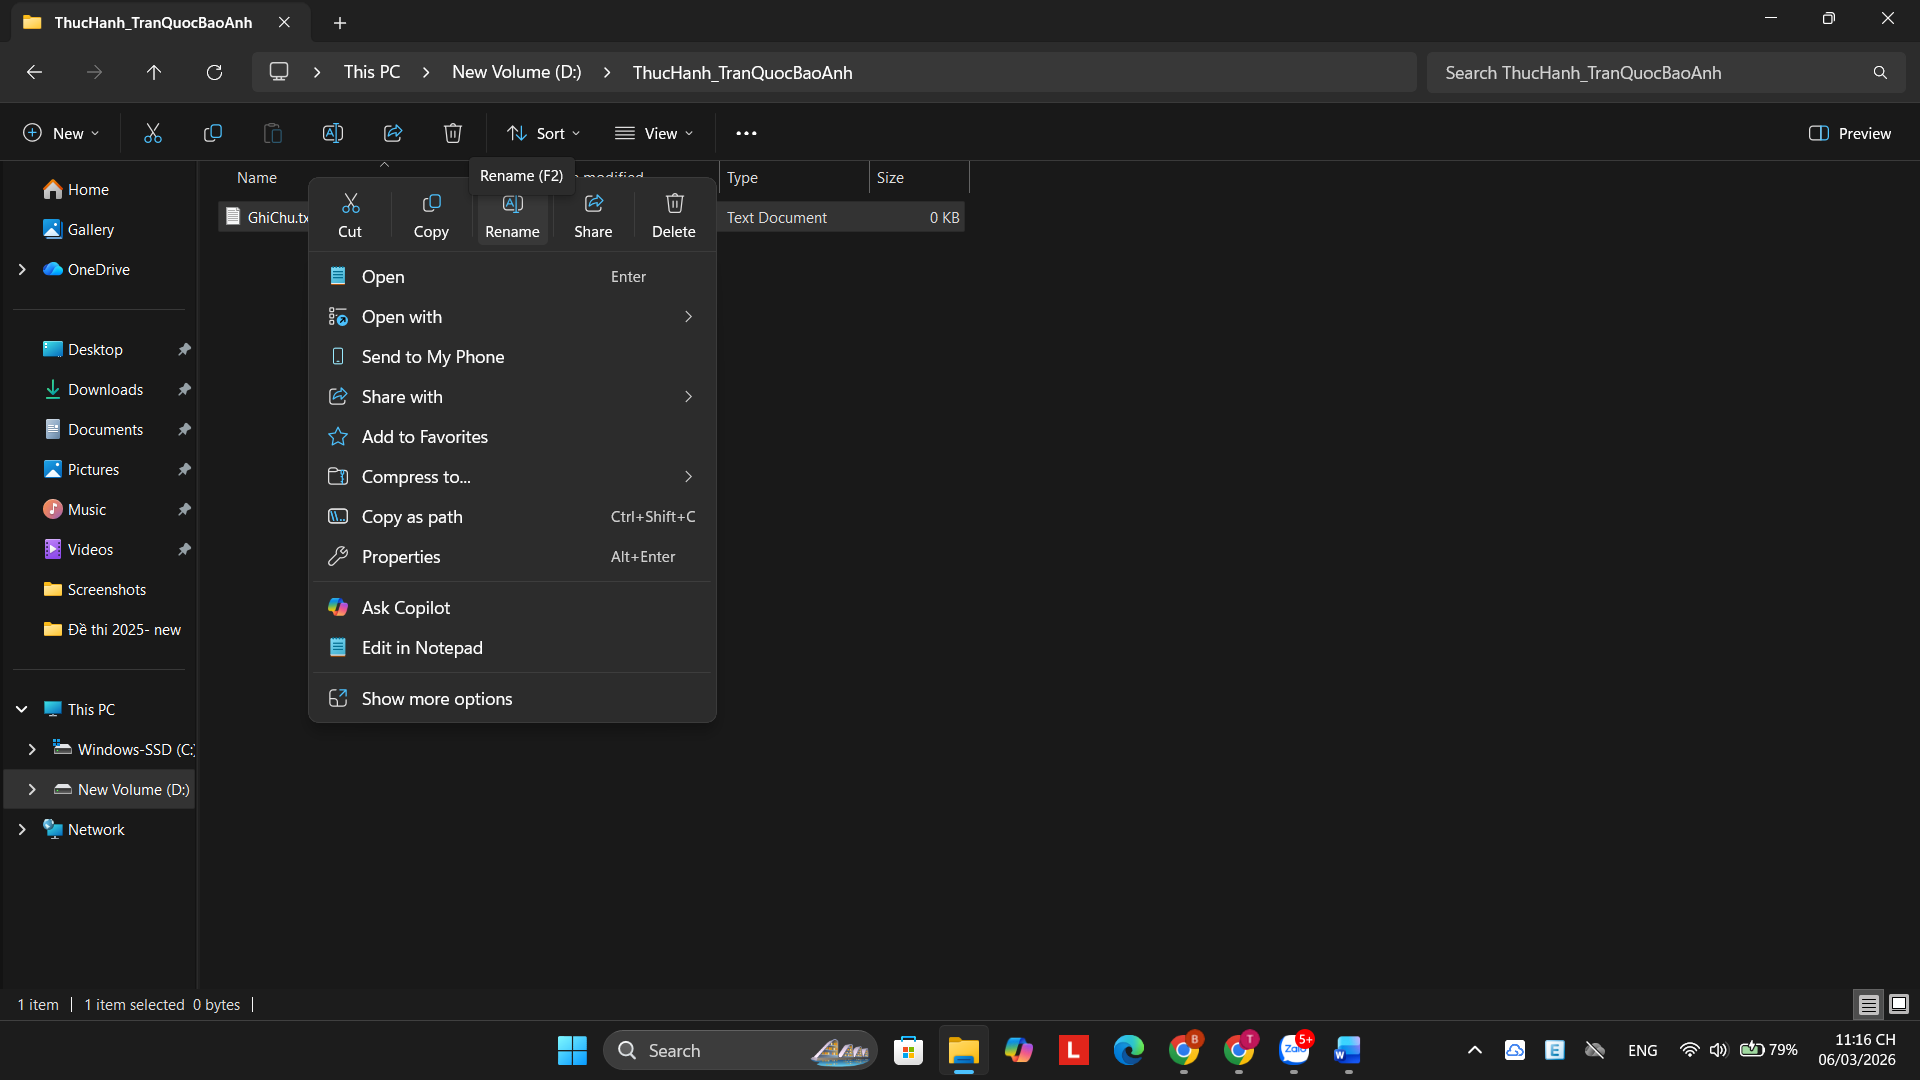 ThucHanh_TranQuocBaoAnh
This PC
New Volume (D:)
ThucHanh_TranQuocBaoAnh
Search ThucHanh_TranQuocBaoAnh
New
Sort
View
Preview
Home
Gallery
OneDrive
Desktop
Downloads
Documents
Pictures
Music
Videos
Screenshots
Đề thi 2025- new
This PC
Windows-SSD (C:)
New Volume (D:)
Network
Name
modified
Type
Size
GhiChu.tx
Text Document
0 KB
Rename (F2)
Cut
Copy
Rename
Share
Delete
Open Enter
Open with
Send to My Phone
Share with
Add to Favorites
Compress to...
Copy as path Ctrl+Shift+C
Properties Alt+Enter
Ask Copilot
Edit in Notepad
Show more options
1 item
1 item selected 0 bytes
Search
L
B
T
Zalo
5+
W
E
ENG
79%
11:16 CH
06/03/2026